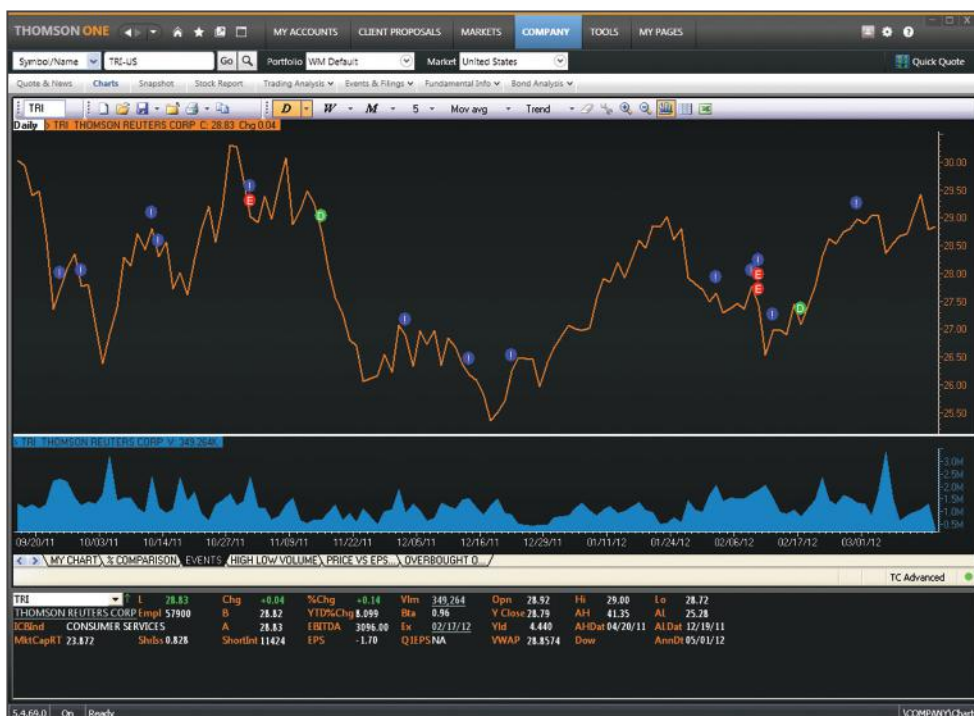 THOMSON ONE MY ACCOUNTS CLIENT PROPOSALS MARKETS COMPANY TOOLS MY PAGES
Symbol/Name TRI-US Go Portfolio WM Default Market United States Quick Quote
Quote & News Charts Snapshot Stock Report Trading Analysis Events & Filings Fundamental Info Bond Analysis
TRI D W M 5 Mov avg Trend
Daily TRI THOMSON REUTERS CORP C: 28.83 Chg 0.04
30.00
29.50
29.00
28.50
28.00
27.50
27.00
26.50
26.00
25.50
TRI THOMSON REUTERS CORP V: 349.264K
3.0M
2.5M
2.0M
1.5M
1.0M
0.5M
09/20/11 10/03/11 10/14/11 10/27/11 11/09/11 11/22/11 12/05/11 12/16/11 12/29/11 01/11/12 01/24/12 02/06/12 02/17/12 03/01/12
MY CHART % COMPARISON EVENTS HIGH LOW VOLUME PRICE VS EPS... OVERBOUGHT O...
TC Advanced
TRI L 28.83 Chg +0.04 %Chg +0.14 Vlm 349,264 Opn 28.92 Hi 29.00 Lo 28.72
THOMSON REUTERS CORP Empl 57900 B 28.82 YTD%Chg 8.099 Bta 0.96 Y Close 28.79 AH 41.35 AL 25.28
ICBInd CONSUMER SERVICES A 28.83 EBITDA 3096.00 Ex 02/17/12 Yld 4.440 AHDat 04/20/11 ALDat 12/19/11
MktCapRT 23.872 ShrIss 0.828 ShortInt 11424 EPS -1.70 Q1EPS NA VWAP 28.8574 Dow AnnDt 05/01/12
5.4.69.0 On Ready \COMPANY\Chart